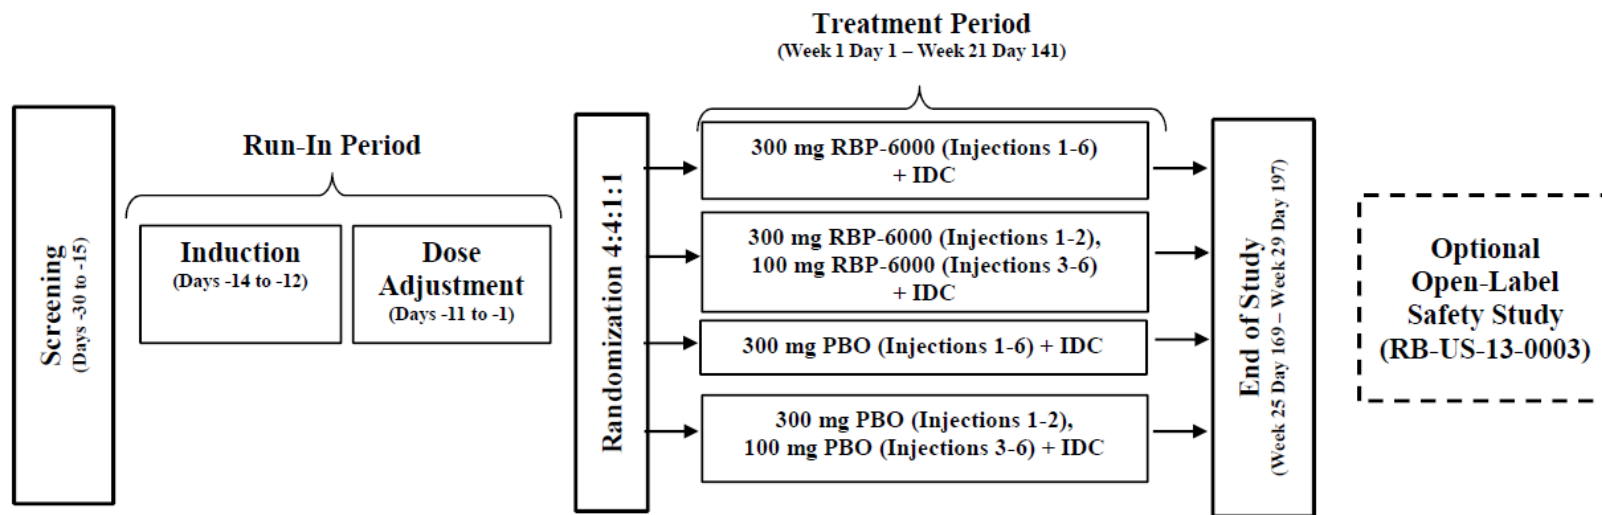 Screening
(Days -30 to -15)
Run-In Period
Induction
(Days -14 to -12)
Dose
Adjustment
(Days -11 to -1)
Randomization 4:4:1:1
Treatment Period
(Week 1 Day 1 – Week 21 Day 141)
300 mg RBP-6000 (Injections 1-6)
+ IDC
300 mg RBP-6000 (Injections 1-2),
100 mg RBP-6000 (Injections 3-6)
+ IDC
300 mg PBO (Injections 1-6) + IDC
300 mg PBO (Injections 1-2),
100 mg PBO (Injections 3-6) + IDC
End of Study
(Week 25 Day 169 – Week 29 Day 197)
Optional
Open-Label
Safety Study
(RB-US-13-0003)